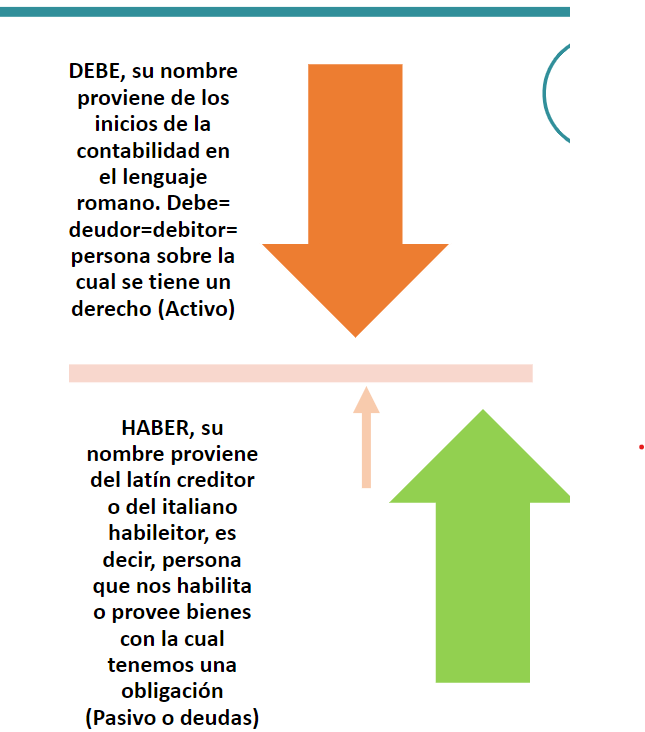 DEBE, su nombre
proviene de los
inicios de la
contabilidad en
el lenguaje
romano. Debe=
deudor=debitor=
persona sobre la
cual se tiene un
derecho (Activo)
HABER, su
nombre proviene
del latín creditor
o del italiano
habileitor, es
decir, persona
que nos habilita
o provee bienes
con la cual
tenemos una
obligación
(Pasivo o deudas)